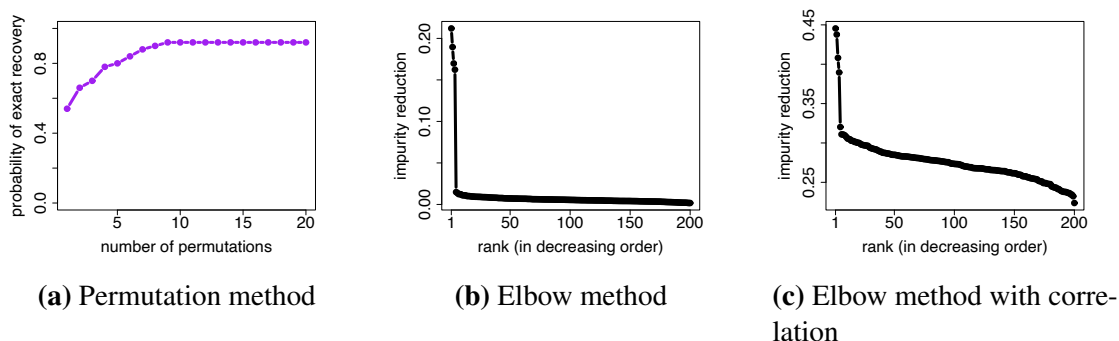 probability of exact recovery
0.0 0.4 0.8
5 10 15 20
number of permutations
(a) Permutation method
impurity reduction
0.00 0.10 0.20
1 50 100 150 200
rank (in decreasing order)
(b) Elbow method
impurity reduction
0.25 0.35 0.45
1 50 100 150 200
rank (in decreasing order)
(c) Elbow method with corre-
lation